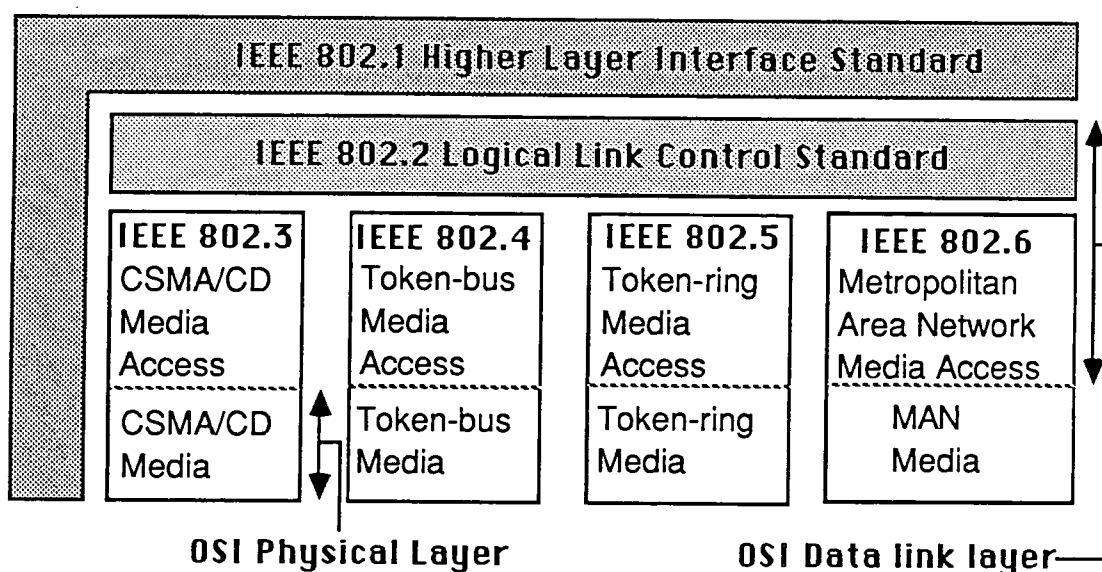 IEEE 802.1 Higher Layer Interface Standard
IEEE 802.2 Logical Link Control Standard
IEEE 802.3
CSMA/CD
Media
Access
CSMA/CD
Media
IEEE 802.4
Token-bus
Media
Access
Token-bus
Media
IEEE 802.5
Token-ring
Media
Access
Token-ring
Media
IEEE 802.6
Metropolitan
Area Network
Media Access
MAN
Media
OSI Physical Layer
OSI Data link layer